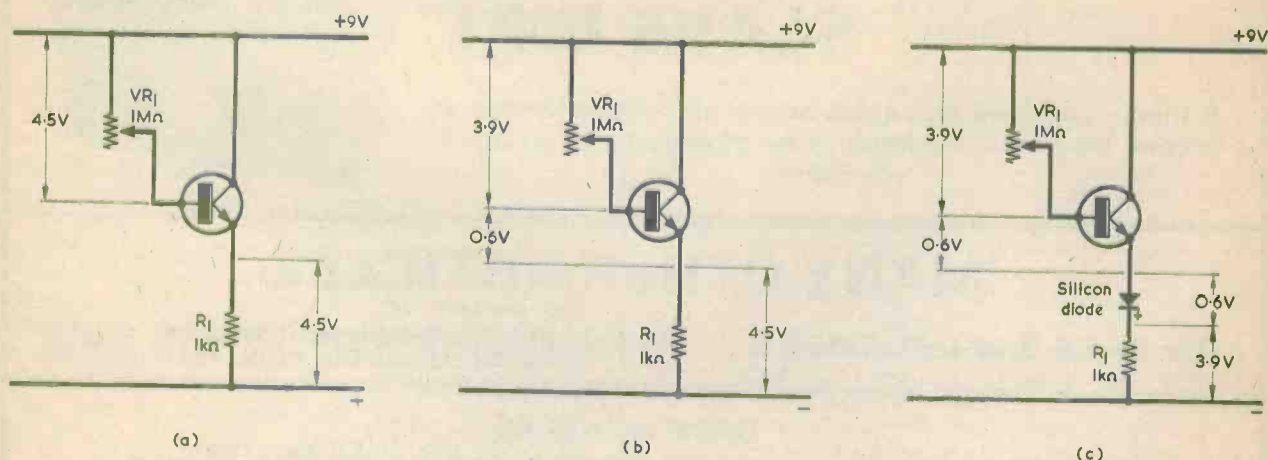 +9V
4·5V
VR1
1MΩ
R1
1kΩ
4·5V
+
(a)
+9V
3·9V
VR1
1MΩ
0·6V
R1
1kΩ
4·5V
−
(b)
+9V
3·9V
VR1
1MΩ
0·6V
Silicon
diode
+
0·6V
R1
1kΩ
3·9V
−
(c)